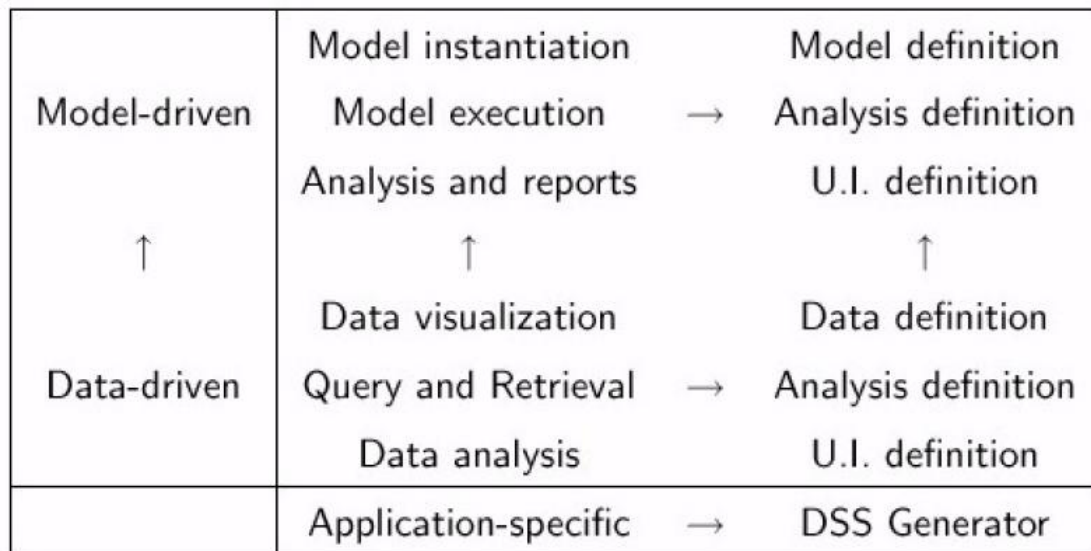 Model instantiation Model definition
Model-driven Model execution → Analysis definition
Analysis and reports U.I. definition
↑ ↑ ↑
Data visualization Data definition
Data-driven Query and Retrieval → Analysis definition
Data analysis U.I. definition
Application-specific → DSS Generator